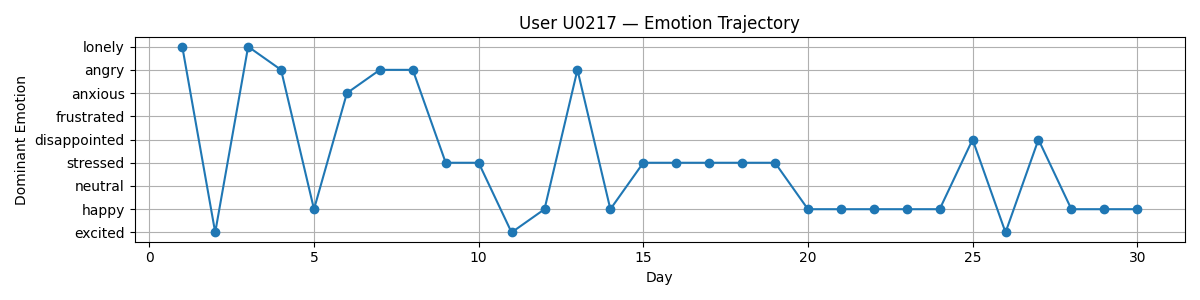 User U0217 — Emotion Trajectory
Dominant Emotion
lonely
angry
anxious
frustrated
disappointed
stressed
neutral
happy
excited
0 5 10 15 20 25 30
Day